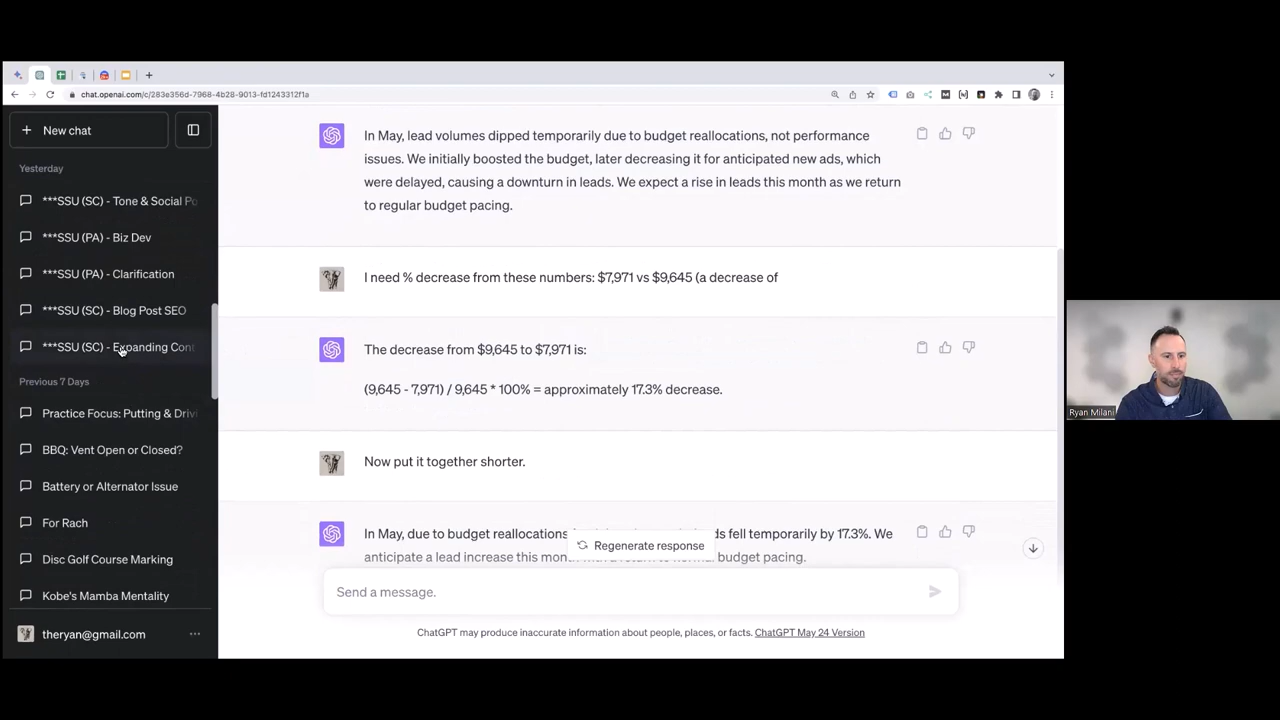 chat.openai.com/c/283e356d-7968-4b28-9013-fd1243312f1a
New chat
Yesterday
***SSU (SC) - Tone & Social Po
***SSU (PA) - Biz Dev
***SSU (PA) - Clarification
***SSU (SC) - Blog Post SEO
***SSU (SC) - Expanding Cont
Previous 7 Days
Practice Focus: Putting & Drivi
BBQ: Vent Open or Closed?
Battery or Alternator Issue
For Rach
Disc Golf Course Marking
Kobe's Mamba Mentality
theryan@gmail.com
In May, lead volumes dipped temporarily due to budget reallocations, not performance
issues. We initially boosted the budget, later decreasing it for anticipated new ads, which
were delayed, causing a downturn in leads. We expect a rise in leads this month as we return
to regular budget pacing.
I need % decrease from these numbers: $7,971 vs $9,645 (a decrease of
The decrease from $9,645 to $7,971 is:
(9,645 - 7,971) / 9,645 * 100% = approximately 17.3% decrease.
Now put it together shorter.
In May, due to budget reallocations fell temporarily by 17.3%. We
anticipate a lead increase this month budget pacing.
Regenerate response
Send a message.
ChatGPT may produce inaccurate information about people, places, or facts. ChatGPT May 24 Version
Ryan Milani